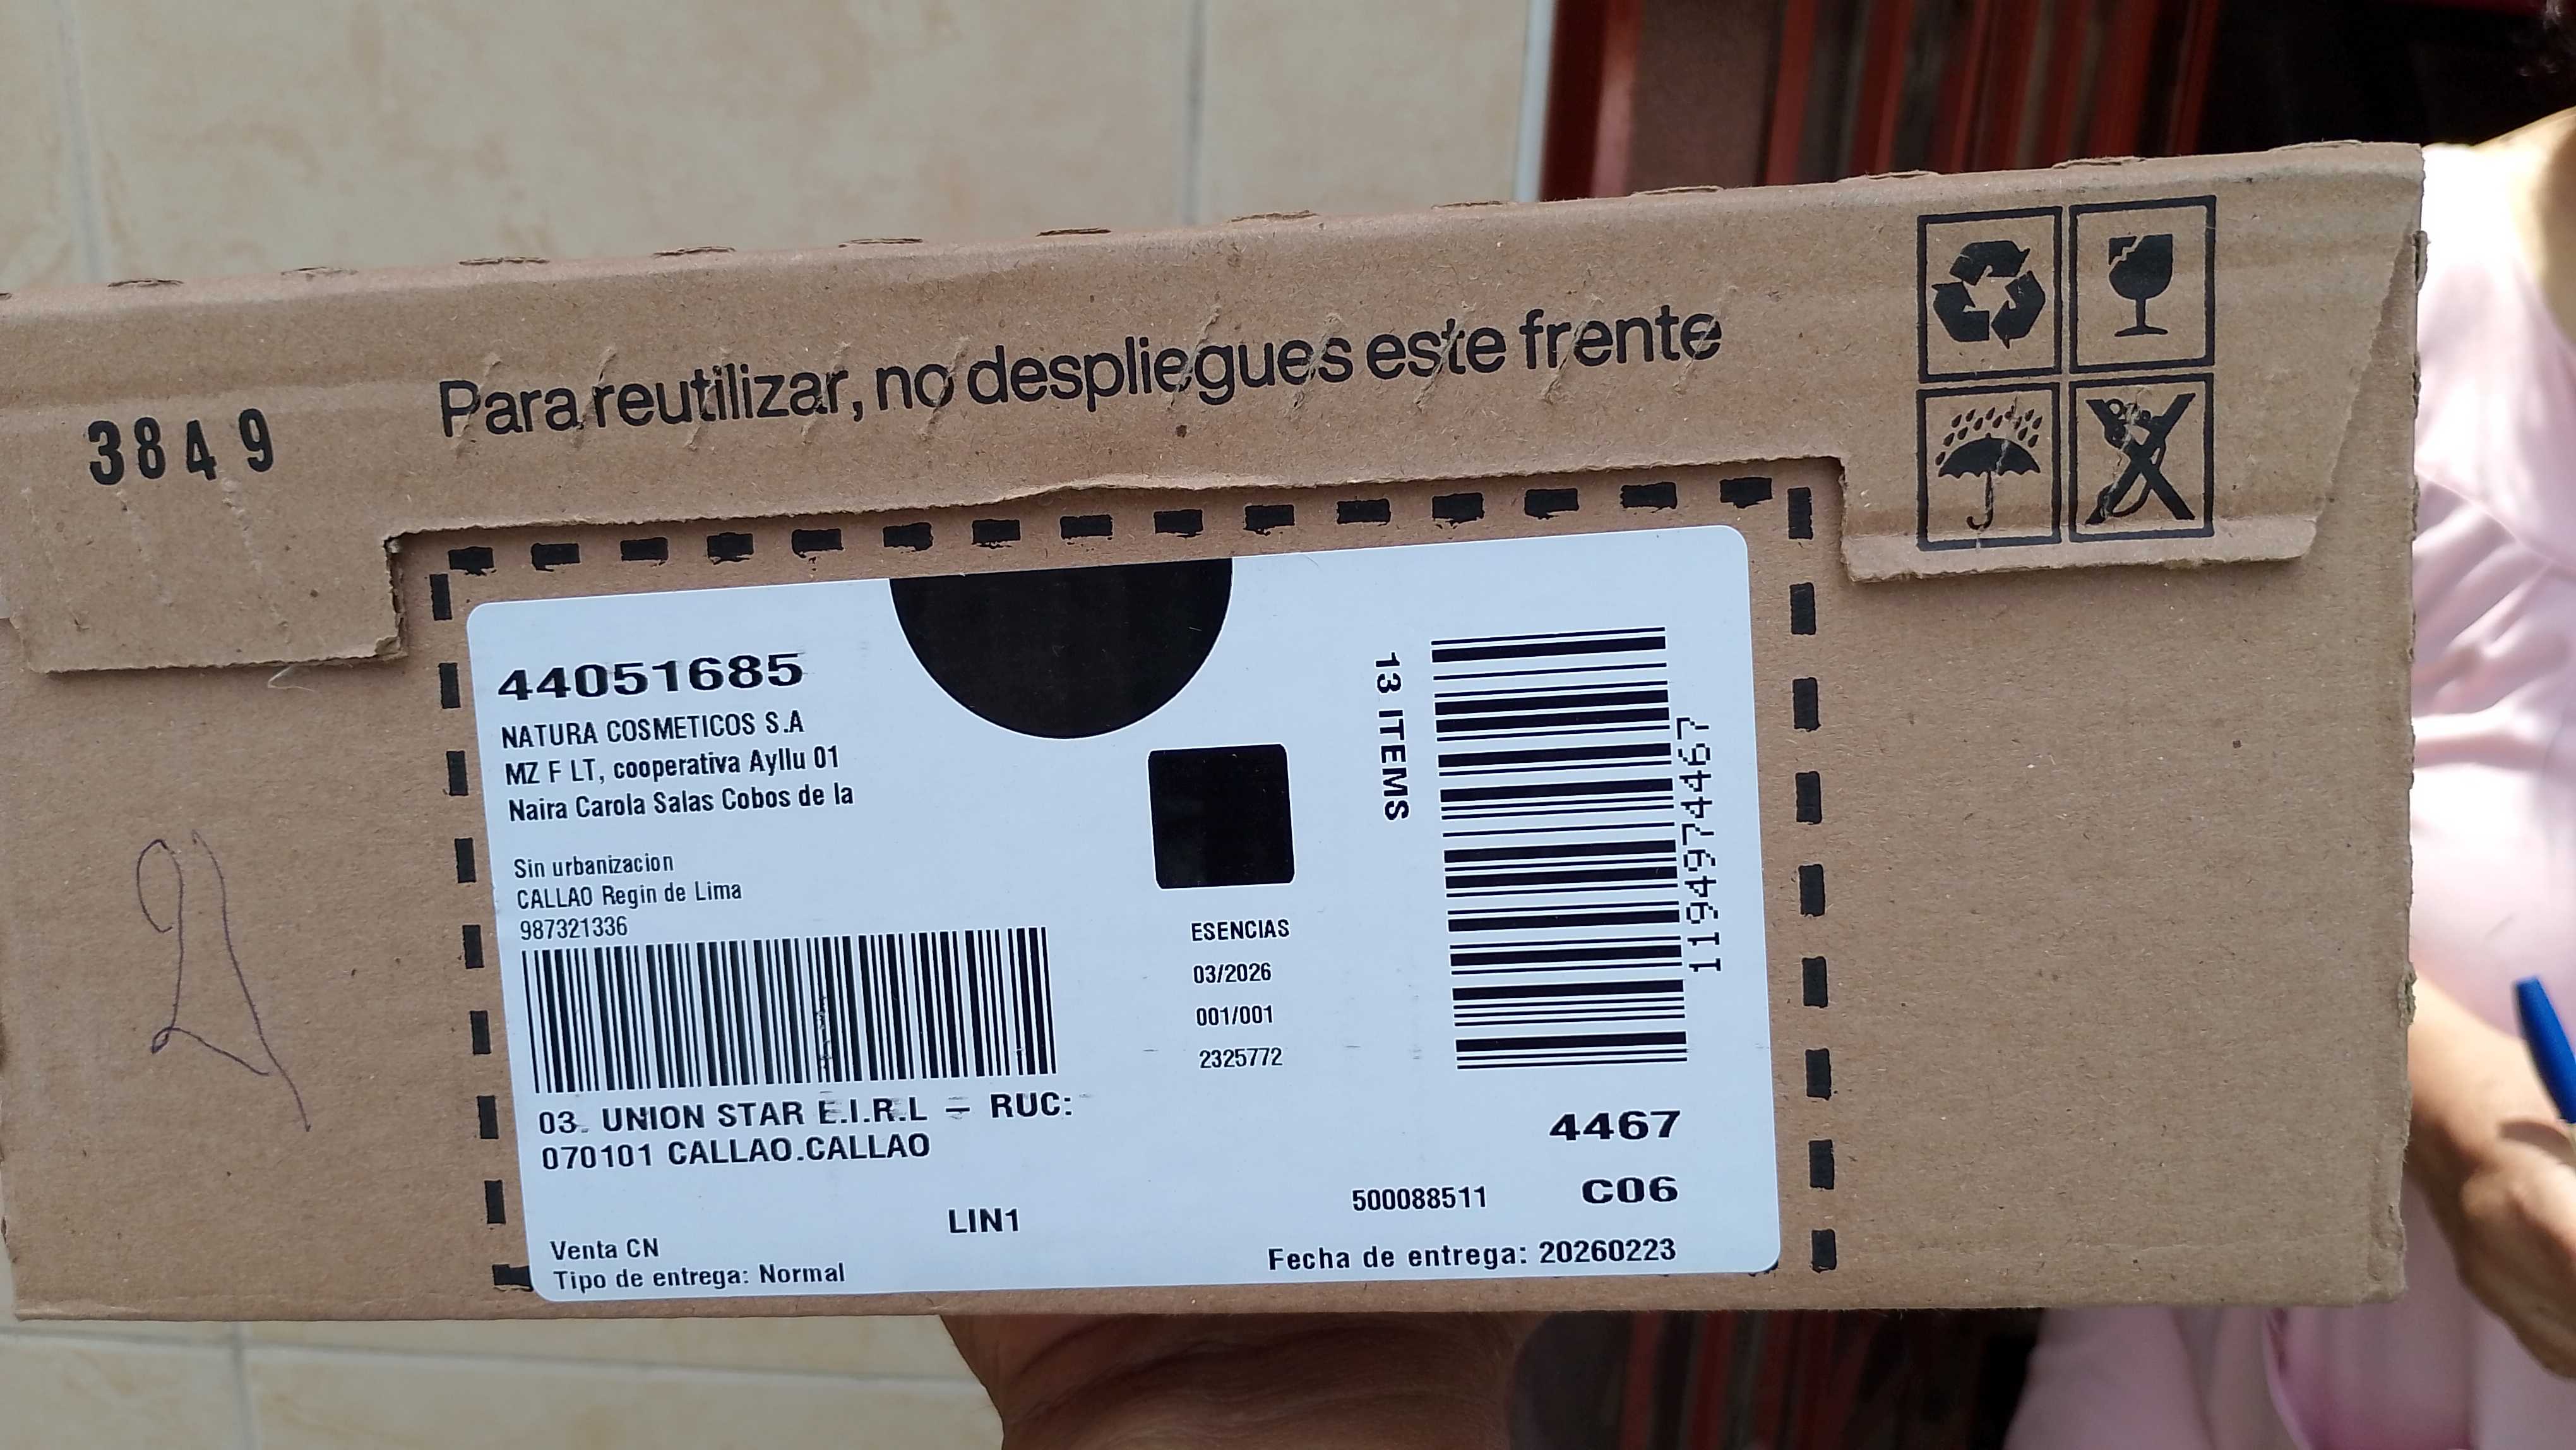 Para reutilizar, no despliegues este frente
3849
21
44051685
NATURA COSMETICOS S.A
MZ F LT, cooperativa Ayllu 01
Naira Carola Salas Cobos de la
Sin urbanizacion
CALLAO Regin de Lima
987321336
03. UNION STAR E.I.R.L – RUC:
070101 CALLAO.CALLAO
LIN1
Venta CN
Tipo de entrega: Normal
ESENCIAS
03/2026
001/001
2325772
13 ITEMS
1194974467
4467
500088511 C06
Fecha de entrega: 20260223